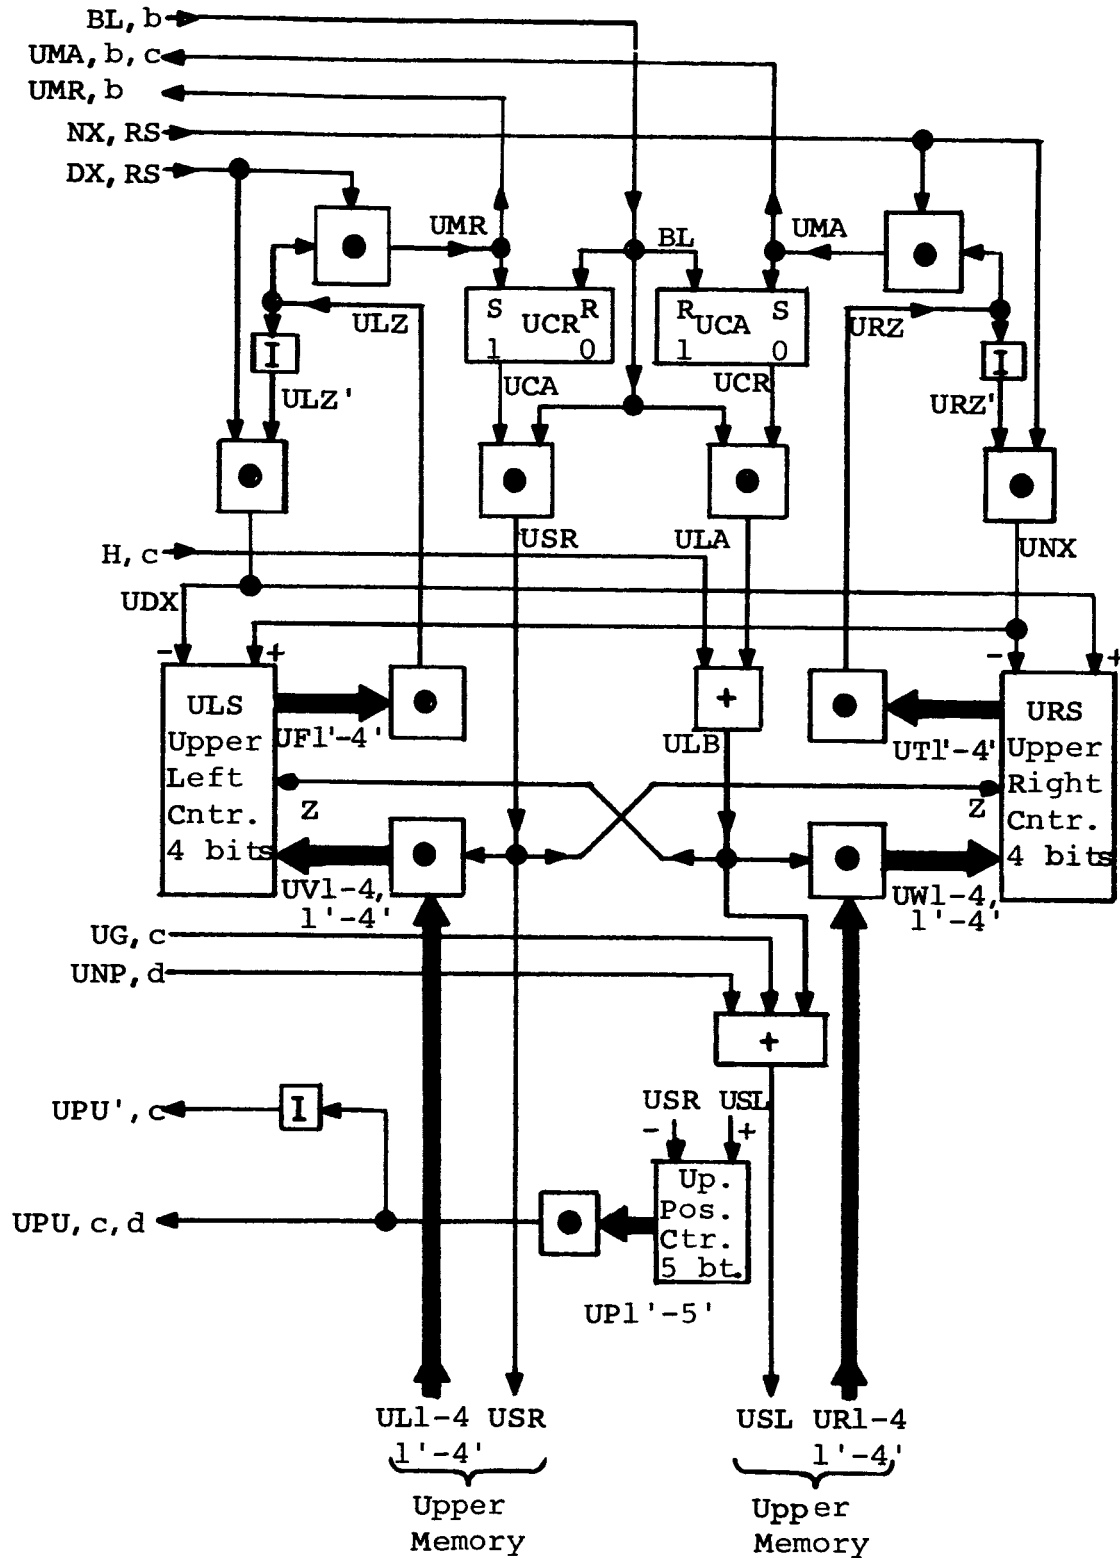 BL,b
UMA,b,c
UMR,b
NX,RS
DX,RS
UMR
BL
UMA
S R
UCR
1 0
R S
UCA
1 0
ULZ
URZ
I
I
UCA
UCR
ULZ'
URZ'
USR
ULA
UNX
H,c
UDX
- +
- +
ULS
Upper
Left
Cntr.
4 bits
UF1'-4'
+
ULB
UT1'-4'
URS
Upper
Right
Cntr.
4 bits
Z
Z
UV1-4,
1'-4'
UW1-4,
1'-4'
UG,c
UNP,d
+
USR USL
- +
UPU',c
I
Up.
Pos.
Ctr.
5 bt.
UPU,c,d
UP1'-5'
UL1-4 USR
1'-4'
Upper
Memory
USL UR1-4
1'-4'
Upper
Memory